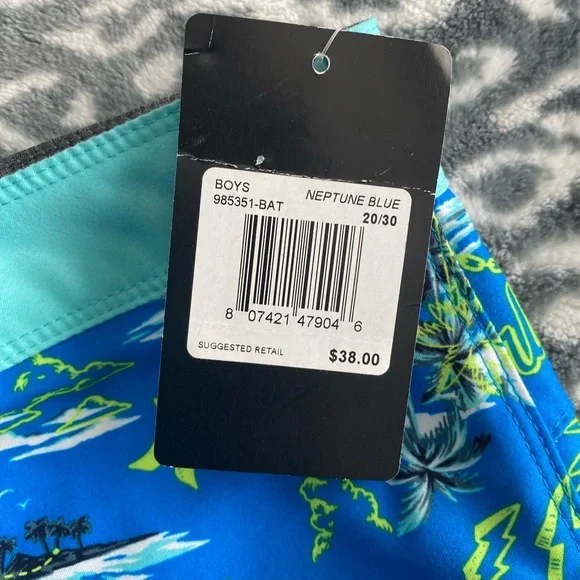 BOYS NEPTUNE BLUE
985351-BAT 20/30
8 07421 47904 6
SUGGESTED RETAIL $38.00